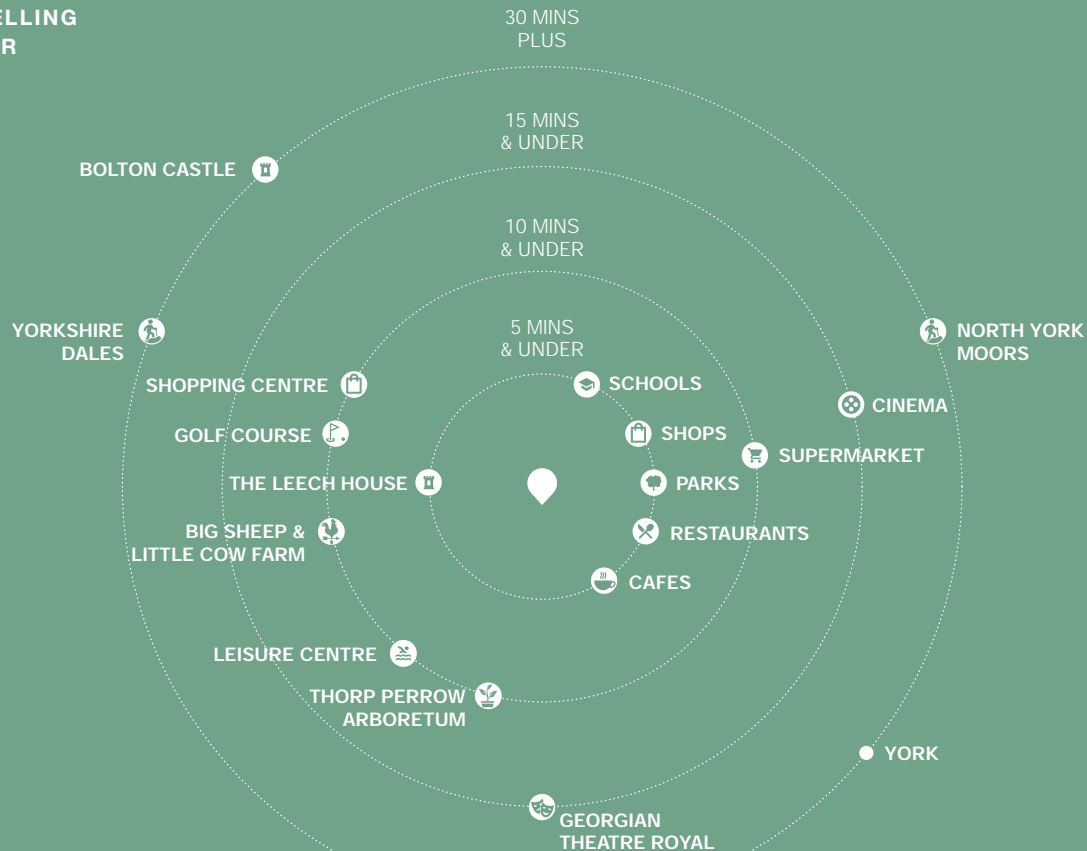 ELLING
R
30 MINS
PLUS
15 MINS
& UNDER
BOLTON CASTLE
10 MINS
& UNDER
5 MINS
& UNDER
YORKSHIRE
DALES
NORTH YORK
MOORS
SHOPPING CENTRE
SCHOOLS
CINEMA
GOLF COURSE
SHOPS
SUPERMARKET
THE LEECH HOUSE
PARKS
BIG SHEEP &
LITTLE COW FARM
RESTAURANTS
CAFES
LEISURE CENTRE
THORP PERROW
ARBORETUM
YORK
GEORGIAN
THEATRE ROYAL